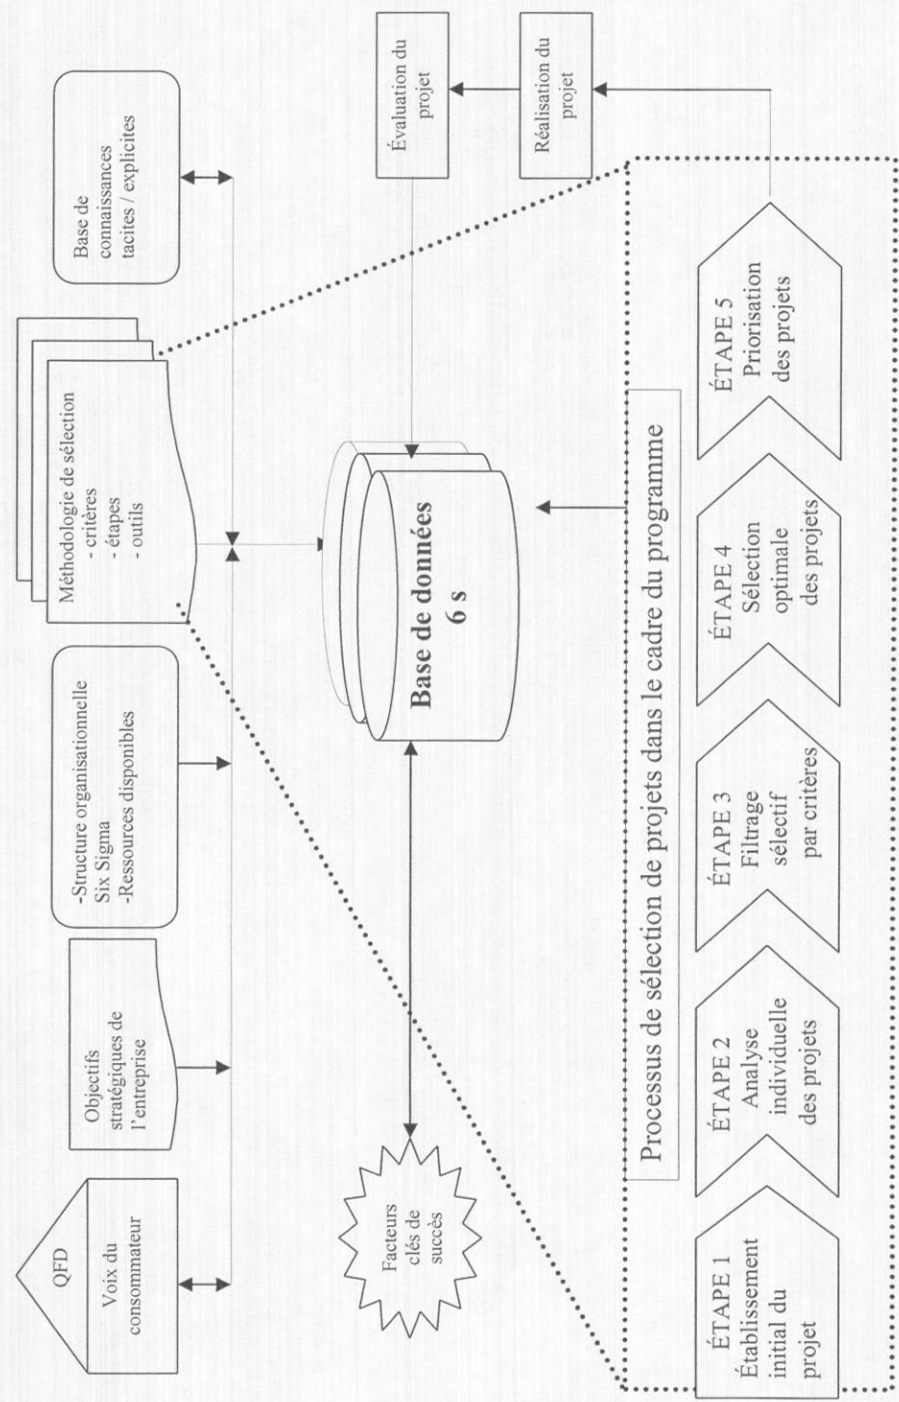 QFD
Voix du
consommateur
Objectifs
stratégiques de
l'entreprise
-Structure organisationnelle
Six Sigma
-Ressources disponibles
Méthodologie de sélection
- critères
- étapes
- outils
Base de
connaissances
tacites / explicites
Facteurs
clés de
succès
Base de données
6 s
Évaluation du
projet
Réalisation du
projet
Processus de sélection de projets dans le cadre du programme
ÉTAPE 1
Établissement
initial du
projet
ÉTAPE 2
Analyse
individuelle
des projets
ÉTAPE 3
Filtrage
sélectif
par critères
ÉTAPE 4
Sélection
optimale
des projets
ÉTAPE 5
Priorisation
des projets